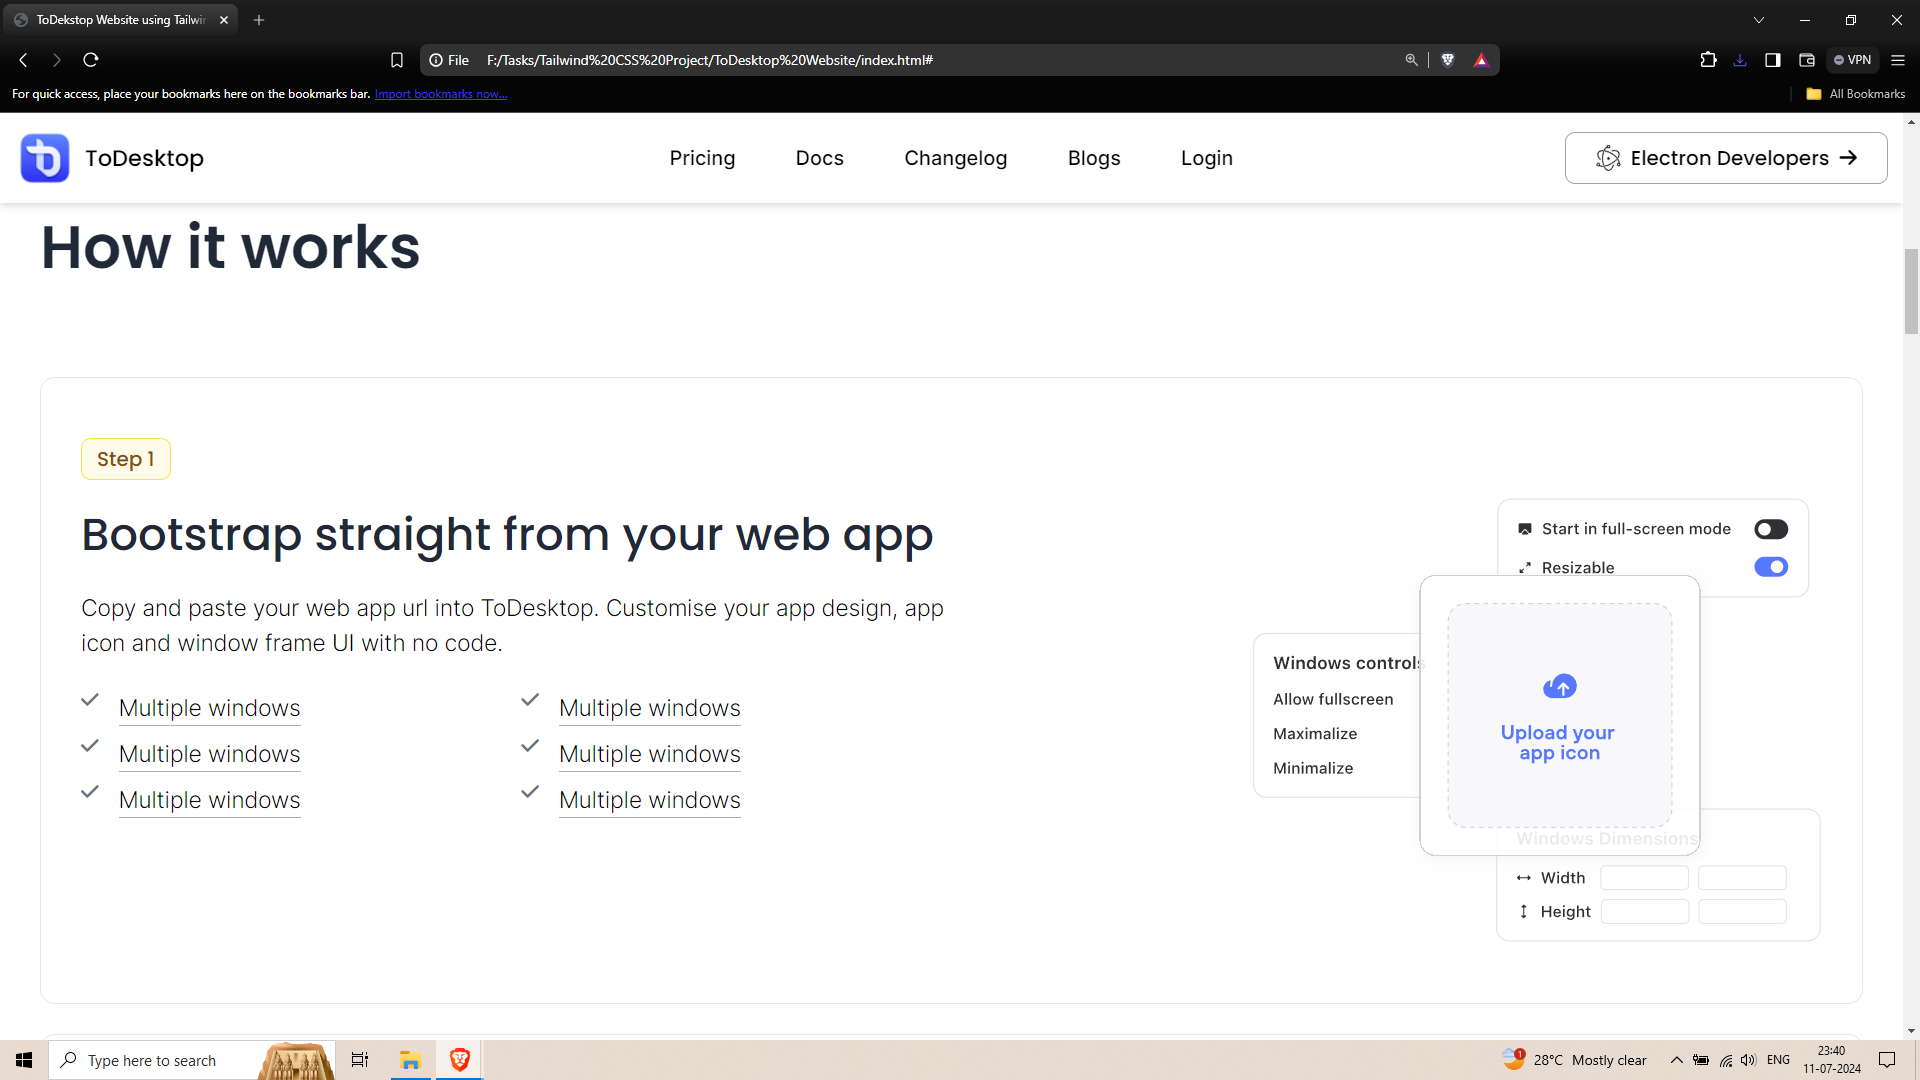 ToDekstop Website using Tailwi
File F:/Tasks/Tailwind%20CSS%20Project/ToDesktop%20Website/index.html#
VPN
For quick access, place your bookmarks here on the bookmarks bar. Import bookmarks now...
All Bookmarks
ToDesktop
Pricing
Docs
Changelog
Blogs
Login
Electron Developers
How it works
Step 1
Bootstrap straight from your web app
Copy and paste your web app url into ToDesktop. Customise your app design, app
icon and window frame UI with no code.
Multiple windows
Multiple windows
Multiple windows
Multiple windows
Multiple windows
Multiple windows
Start in full-screen mode
Resizable
Windows controls
Allow fullscreen
Maximalize
Minimalize
Upload your
app icon
Windows Dimensions
Width
Height
Type here to search
1
28°C Mostly clear
ENG
23:40
11-07-2024